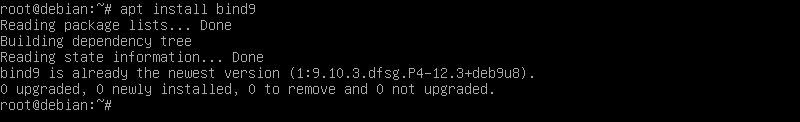 root@debian:~# apt install bind9
Reading package lists... Done
Building dependency tree
Reading state information... Done
bind9 is already the newest version (1:9.10.3.dfsg.P4-12.3+deb9u8).
0 upgraded, 0 newly installed, 0 to remove and 0 not upgraded.
root@debian:~#